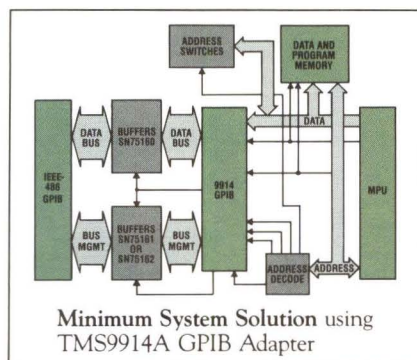 ADDRESS
SWITCHES
DATA AND
PROGRAM
MEMORY
DATA
BUS
BUFFERS
SN75160
DATA
BUS
DATA
IEEE-
488
GPIB
9914
GPIB
MPU
BUS
MGMT
BUFFERS
SN75161
OR
SN75162
BUS
MGMT
ADDRESS
DECODE
ADDRESS
Minimum System Solution using
TMS9914A GPIB Adapter